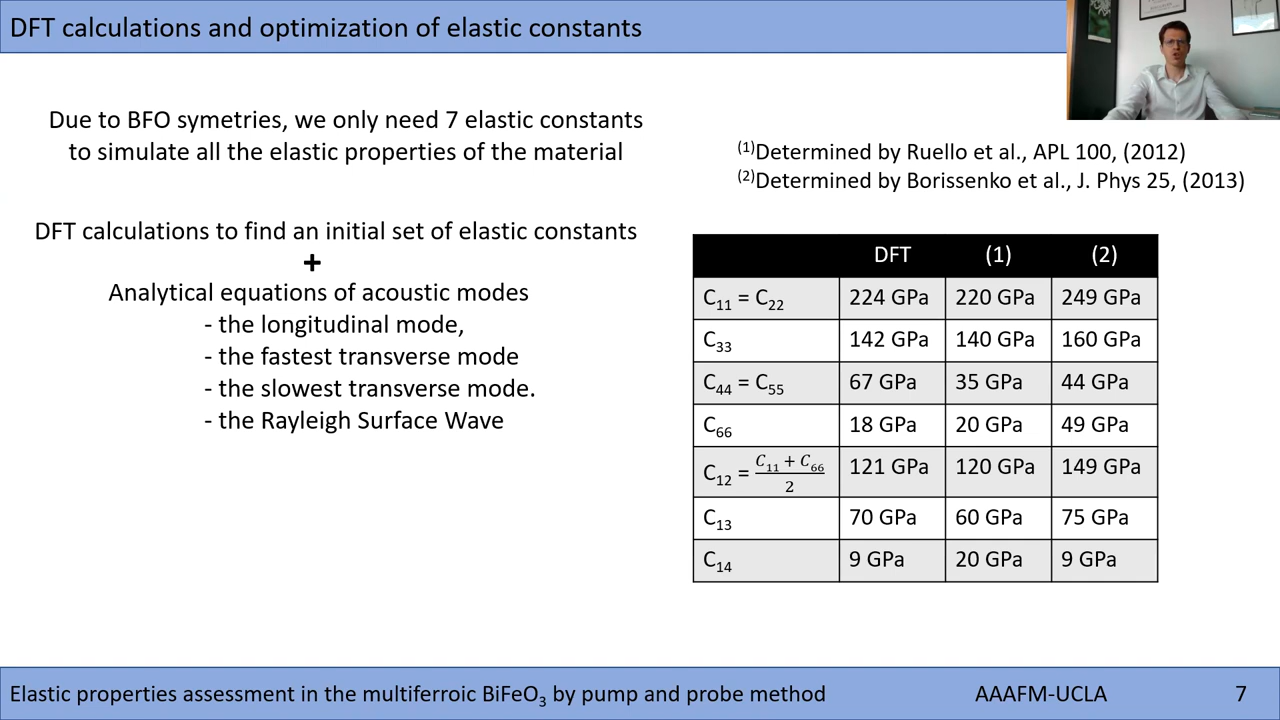 DFT calculations and optimization of elastic constants
Due to BFO symetries, we only need 7 elastic constants
to simulate all the elastic properties of the material
(1)Determined by Ruello et al., APL 100, (2012)
(2)Determined by Borissenko et al., J. Phys 25, (2013)
DFT calculations to find an initial set of elastic constants
+
Analytical equations of acoustic modes
- the longitudinal mode,
- the fastest transverse mode
- the slowest transverse mode.
- the Rayleigh Surface Wave
DFT (1) (2)
C11 = C22 224 GPa 220 GPa 249 GPa
C33 142 GPa 140 GPa 160 GPa
C44 = C55 67 GPa 35 GPa 44 GPa
C66 18 GPa 20 GPa 49 GPa
C12 = (C11 + C66)/2 121 GPa 120 GPa 149 GPa
C13 70 GPa 60 GPa 75 GPa
C14 9 GPa 20 GPa 9 GPa
Elastic properties assessment in the multiferroic BiFeO3 by pump and probe method AAAFM-UCLA 7